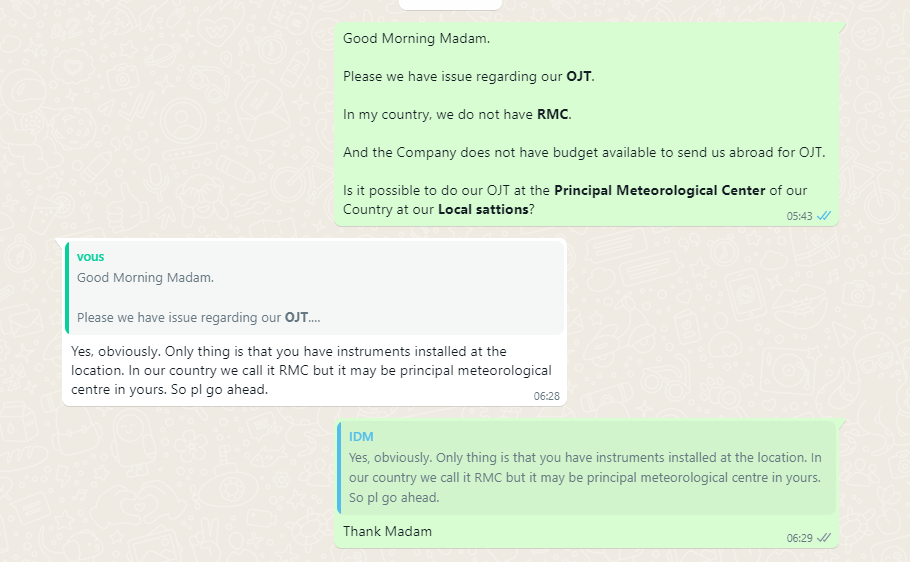 Good Morning Madam.
Please we have issue regarding our OJT.
In my country, we do not have RMC.
And the Company does not have budget available to send us abroad for OJT.
Is it possible to do our OJT at the Principal Meteorological Center of our
Country at our Local sattions?
05:43
vous
Good Morning Madam.
Please we have issue regarding our OJT....
Yes, obviously. Only thing is that you have instruments installed at the
location. In our country we call it RMC but it may be principal meteorological
centre in yours. So pl go ahead.
06:28
IDM
Yes, obviously. Only thing is that you have instruments installed at the location. In
our country we call it RMC but it may be principal meteorological centre in yours.
So pl go ahead.
Thank Madam
06:29